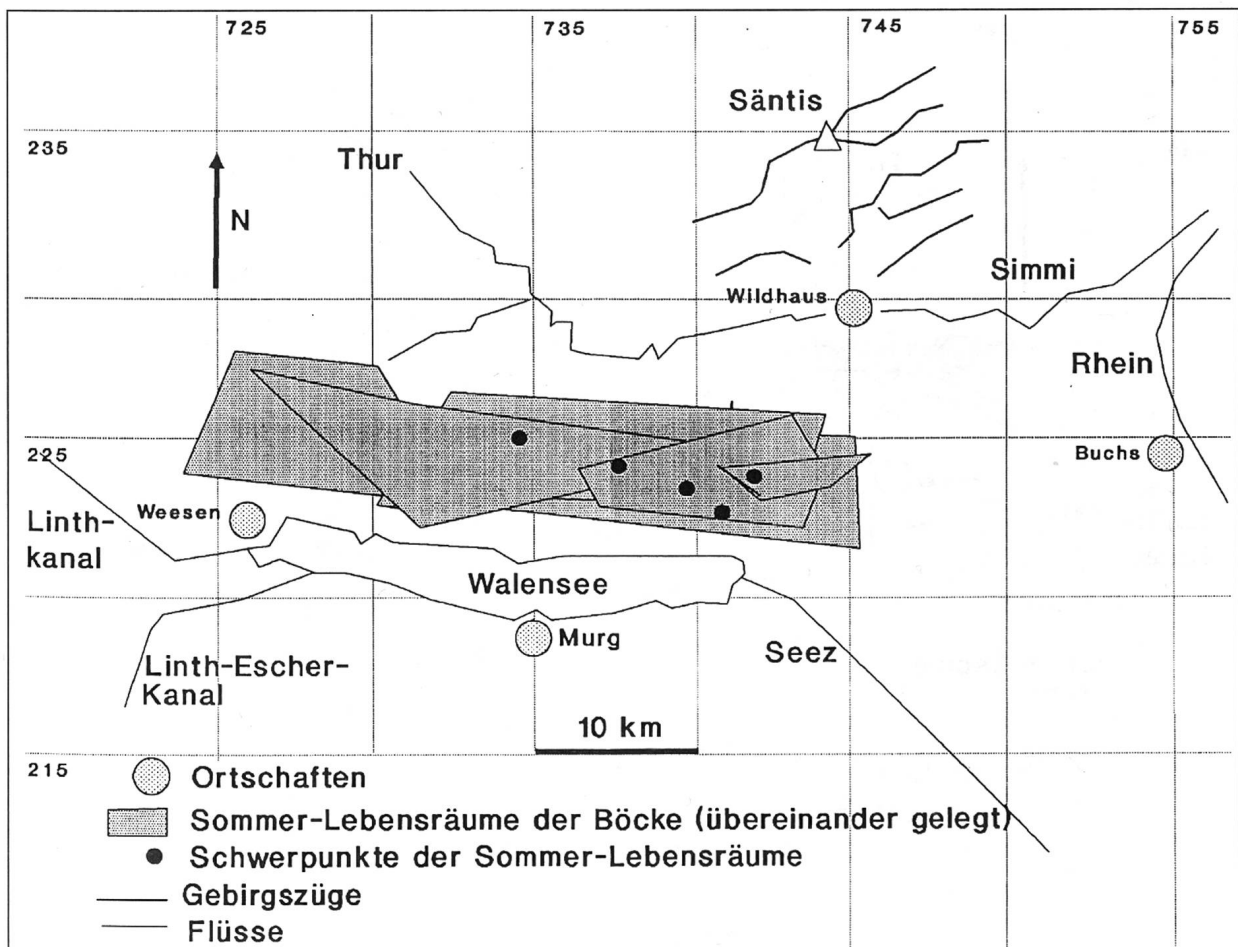 725
735
745
755
Säntis
235
Thur
N
Simmi
Wildhaus
Rhein
225
Buchs
Weesen
Linth-
kanal
Walensee
Murg
Seez
Linth-Escher-
Kanal
10 km
215
Ortschaften
Sommer-Lebensräume der Böcke (übereinander gelegt)
Schwerpunkte der Sommer-Lebensräume
Gebirgszüge
Flüsse